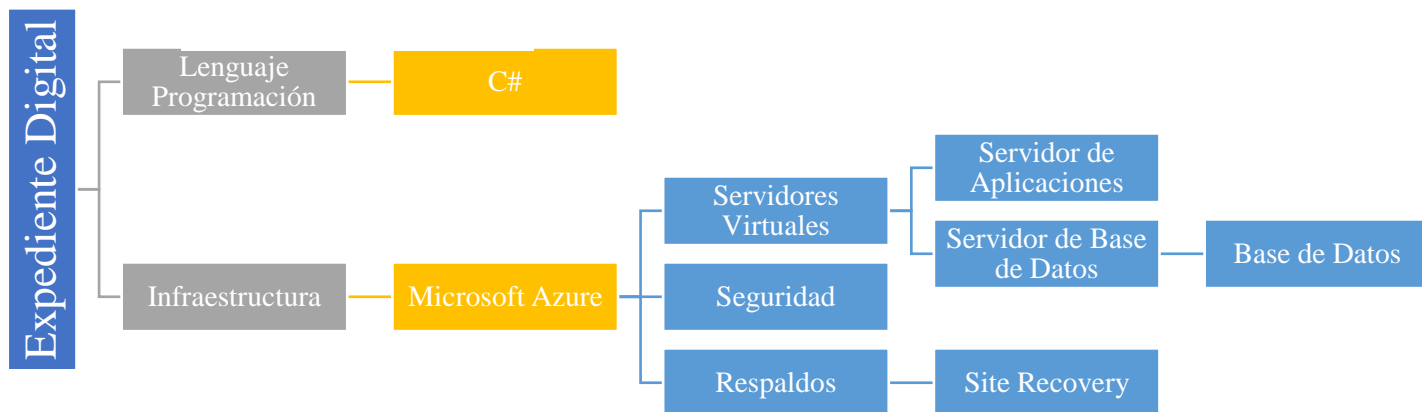 Expediente Digital
Lenguaje
Programación
C#
Infraestructura
Microsoft Azure
Servidores
Virtuales
Servidor de
Aplicaciones
Servidor de Base
de Datos
Base de Datos
Seguridad
Respaldos
Site Recovery